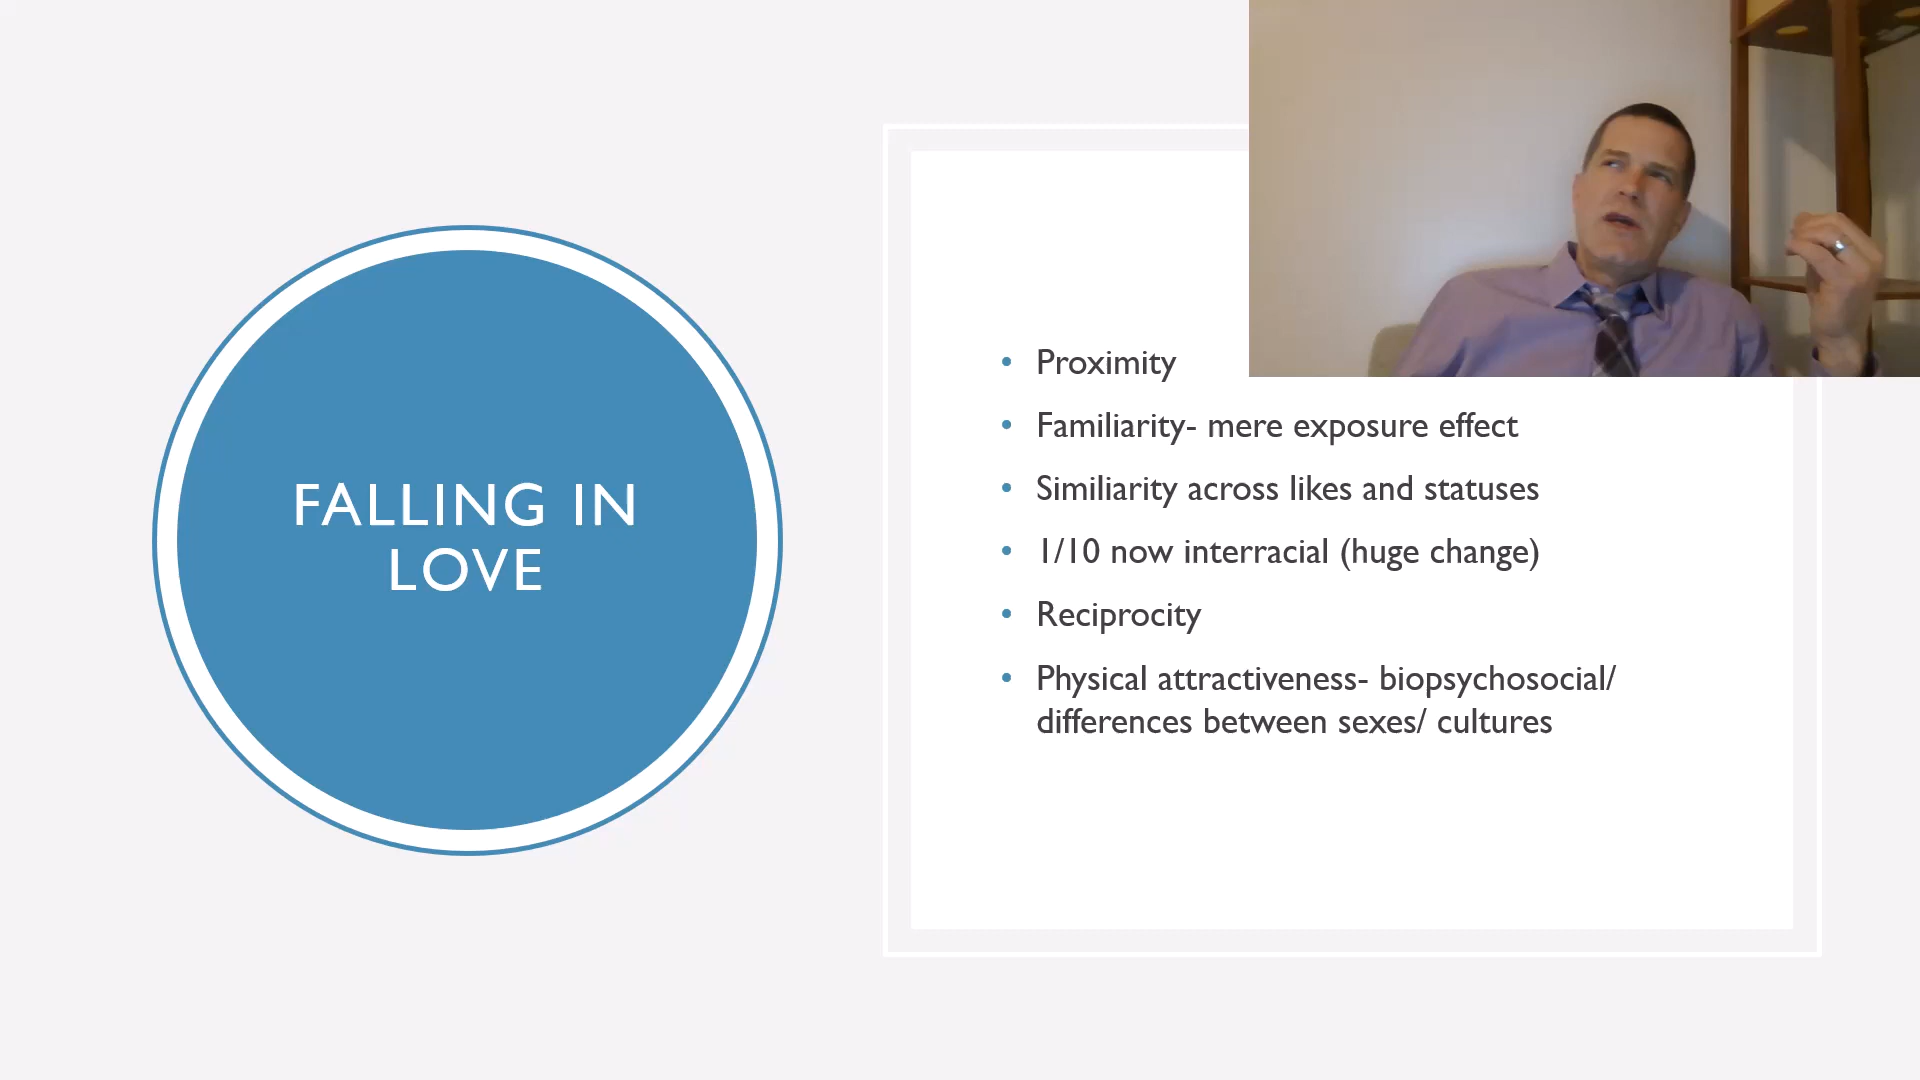 FALLING IN
LOVE
• Proximity
• Familiarity- mere exposure effect
• Similiarity across likes and statuses
• 1/10 now interracial (huge change)
• Reciprocity
• Physical attractiveness- biopsychosocial/
differences between sexes/ cultures